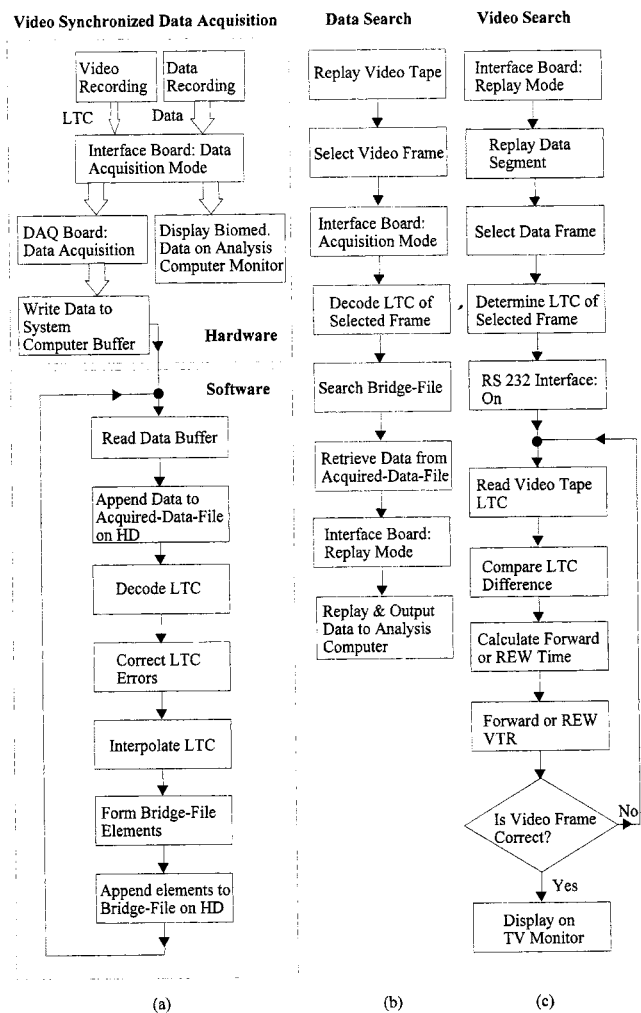 Video Synchronized Data Acquisition
Video
Recording
Data
Recording
LTC
Data
Interface Board: Data
Acquisition Mode
DAQ Board:
Data Acquisition
Display Biomed.
Data on Analysis
Computer Monitor
Write Data to
System
Computer Buffer
Hardware
Software
Read Data Buffer
Append Data to
Acquired-Data-File
on HD
Decode LTC
Correct LTC
Errors
Interpolate LTC
Form Bridge-File
Elements
Append elements to
Bridge-File on HD
(a)
Data Search
Replay Video Tape
Select Video Frame
Interface Board:
Acquisition Mode
Decode LTC of
Selected Frame
Search Bridge-File
Retrieve Data from
Acquired-Data-File
Interface Board:
Replay Mode
Replay & Output
Data to Analysis
Computer
(b)
Video Search
Interface Board:
Replay Mode
Replay Data
Segment
Select Data Frame
Determine LTC of
Selected Frame
RS 232 Interface:
On
Read Video Tape
LTC
Compare LTC
Difference
Calculate Forward
or REW Time
Forward or REW
VTR
Is Video Frame
Correct?
No
Yes
Display on
TV Monitor
(c)